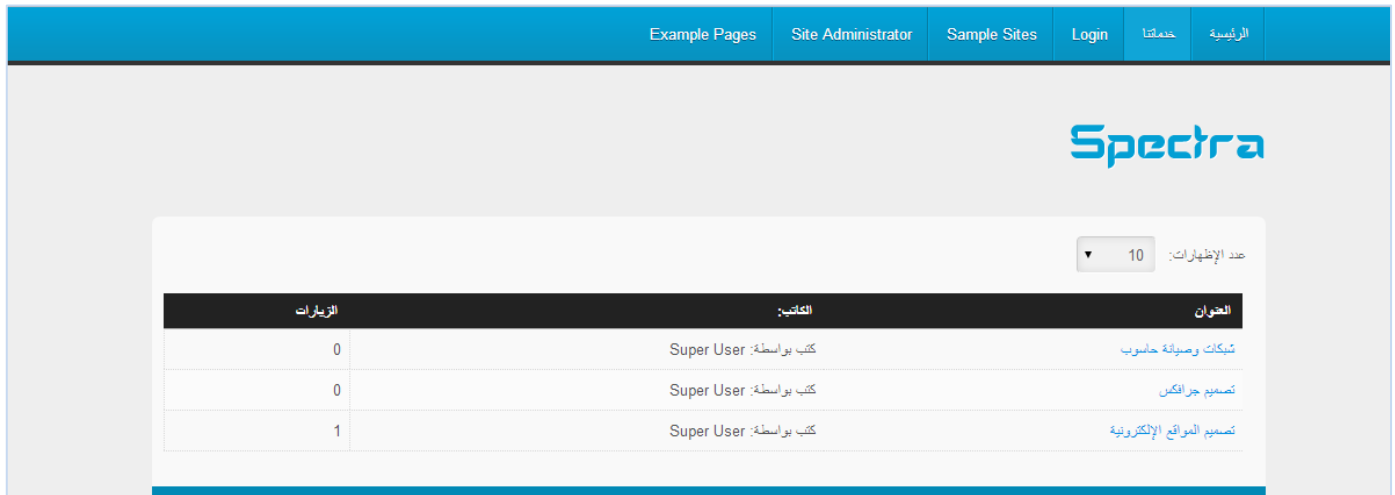 الرئيسية خدماتنا Login Sample Sites Site Administrator Example Pages
Spectra
عدد الإظهارات: 10
العنوان الكاتب: الزيارات
شبكات وصيانة حاسوب كتب بواسطة: Super User 0
تصميم جرافكس كتب بواسطة: Super User 0
تصميم المواقع الإلكترونية كتب بواسطة: Super User 1